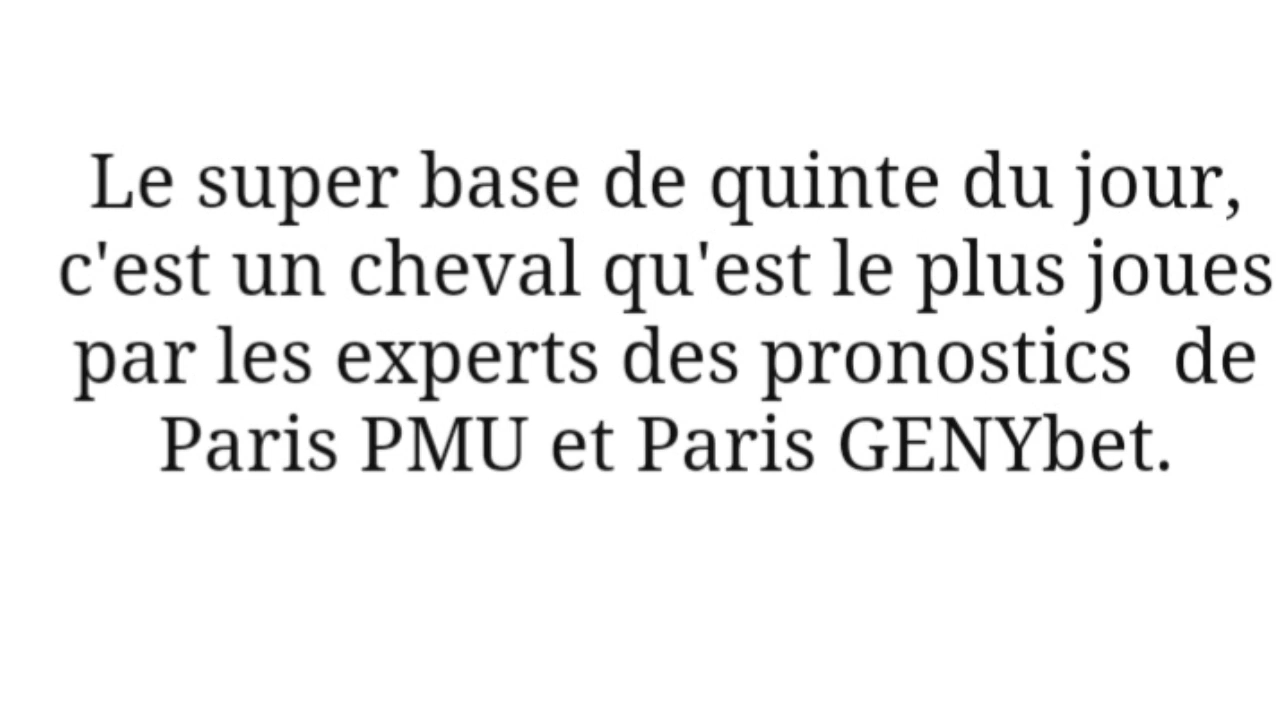 Le super base de quinte du jour,
c'est un cheval qu'est le plus joues
par les experts des pronostics  de
Paris PMU et Paris GENYbet.